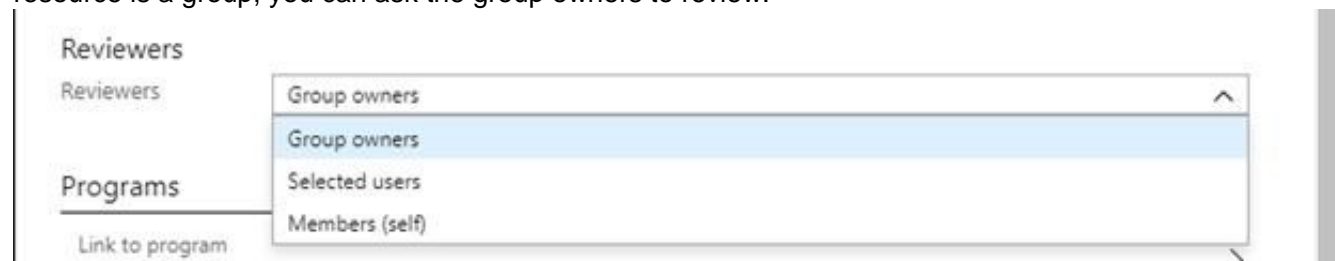 resource is a group, you can ask the group owners to review.
Reviewers
Reviewers
Group owners
Group owners
Selected users
Programs
Members (self)
Link to program